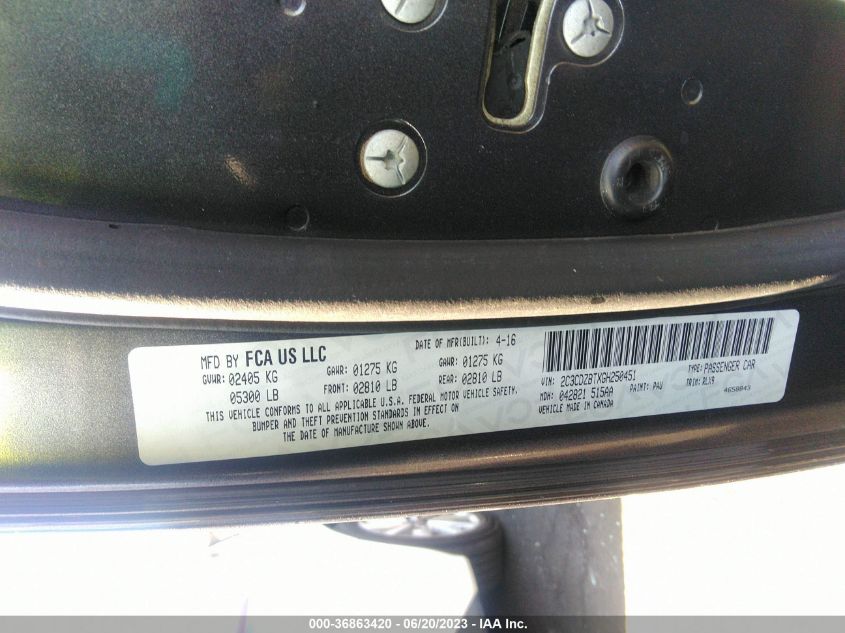 MFD BY FCA US LLC
DATE OF MFR(BUILT): 4-16
GVWR: 02405 KG
GAWR: 01275 KG
GAWR: 01275 KG
05300 LB
FRONT: 02810 LB
REAR: 02810 LB
THIS VEHICLE CONFORMS TO ALL APPLICABLE U.S.A. FEDERAL MOTOR VEHICLE SAFETY,
BUMPER AND THEFT PREVENTION STANDARDS IN EFFECT ON
THE DATE OF MANUFACTURE SHOWN ABOVE.
VIN: 2C3CDZBTXGH250451
TYPE: PASSENGER CAR
MDH: 042821 515AA
PAINT: PAU
TRIM: RLX9
VEHICLE MADE IN CANADA
4658843
000-36863420 - 06/20/2023 - IAA Inc.